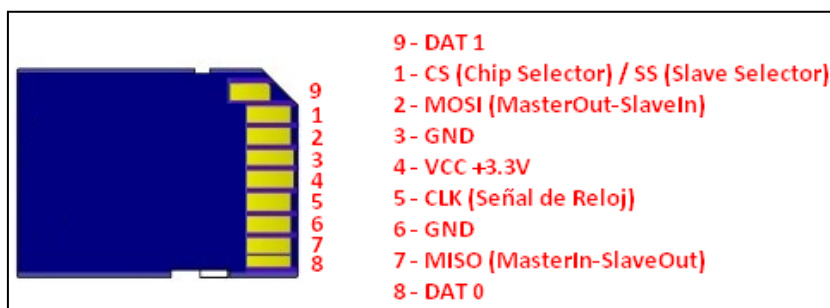 9
1
2
3
4
5
6
7
8
9 - DAT 1
1 - CS (Chip Selector) / SS (Slave Selector)
2 - MOSI (MasterOut-SlaveIn)
3 - GND
4 - VCC +3.3V
5 - CLK (Señal de Reloj)
6 - GND
7 - MISO (MasterIn-SlaveOut)
8 - DAT 0